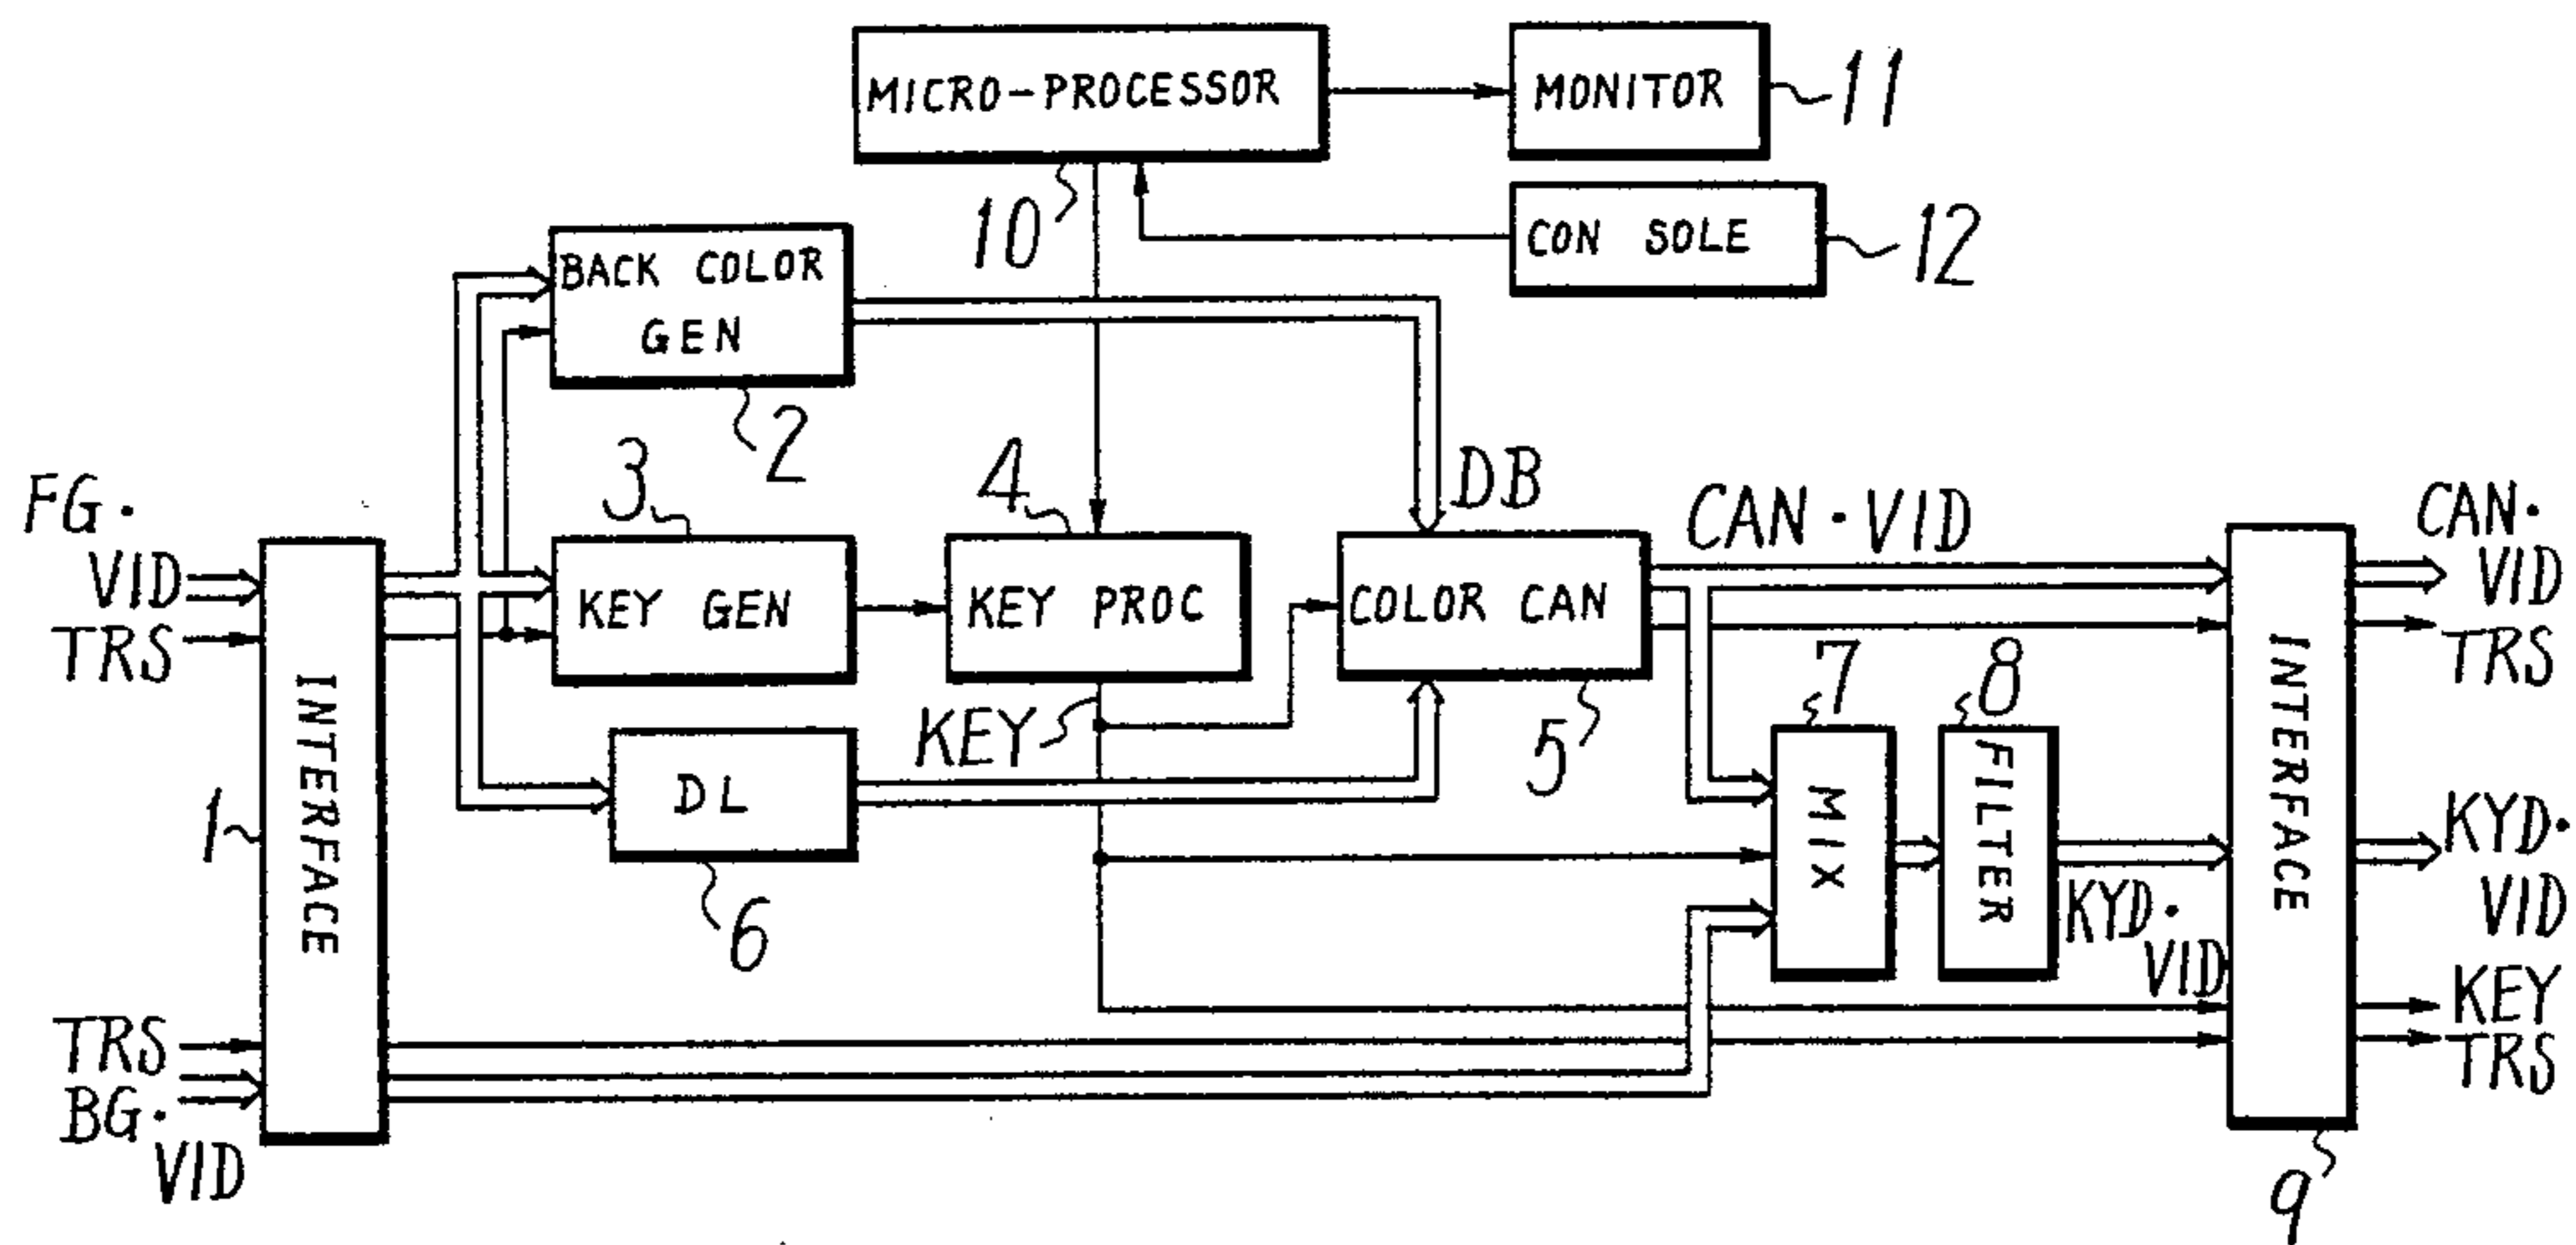 MICRO-PROCESSOR
MONITOR
11
10
CON SOLE
12
BACK COLOR
GEN
2
FG.
VID
TRS
3
KEY GEN
4
KEY PROC
DB
COLOR CAN
5
CAN·VID
CAN.
VID
TRS
1
INTERFACE
KEY
DL
6
7
MIX
8
FILTER
KYD.
VID
INTERFACE
KYD.
VID
KEY
TRS
TRS
BG.
VID
9